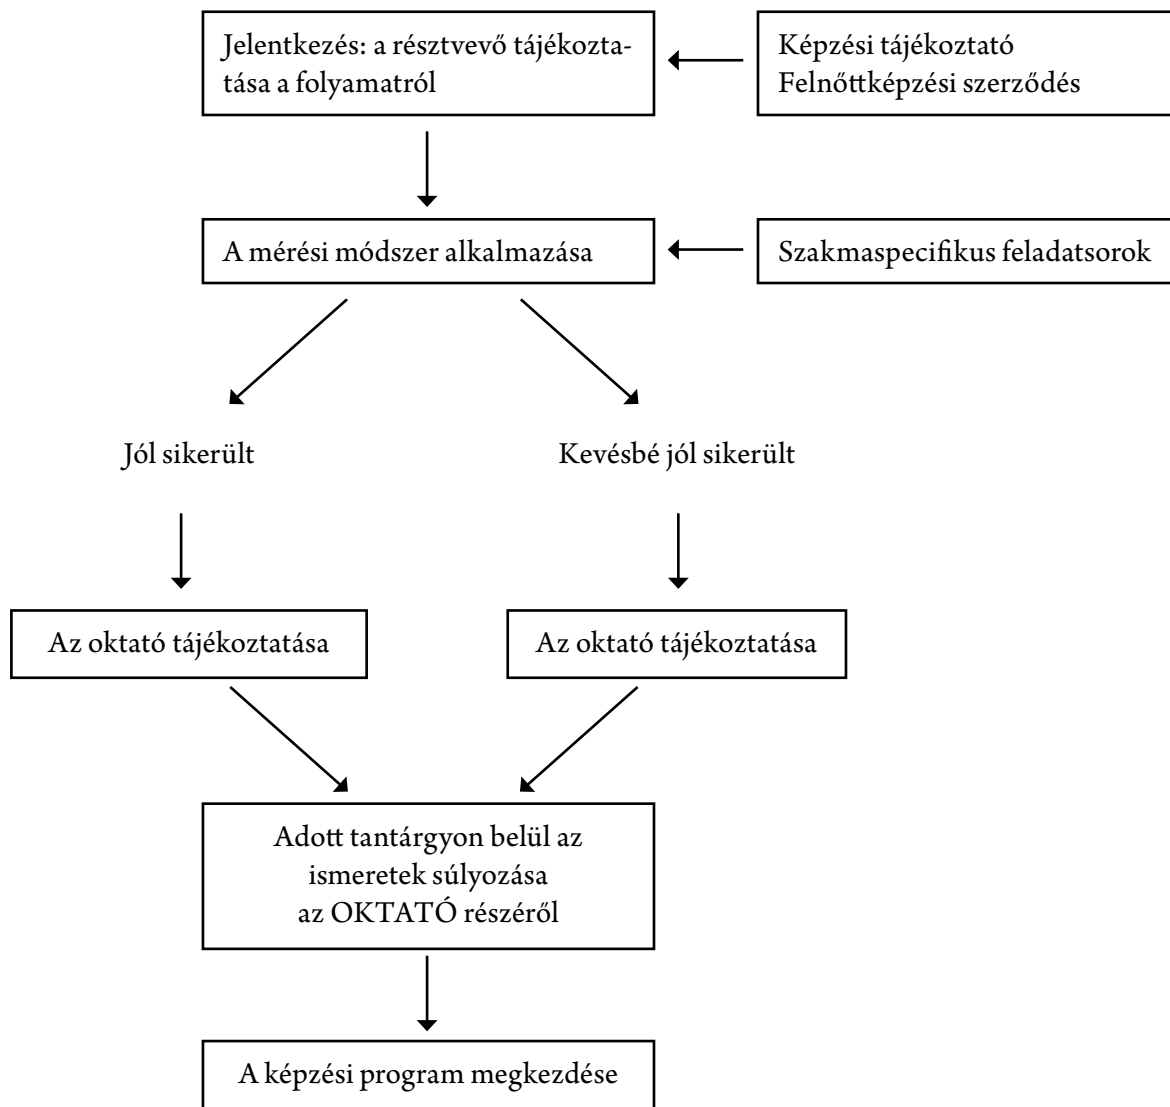 Jelentkezés: a résztvevő tájékozta-
tása a folyamatról
Képzési tájékoztató
Felnőttképzési szerződés
A mérési módszer alkalmazása
Szakmaspecifikus feladatsorok
Jól sikerült
Kevésbé jól sikerült
Az oktató tájékoztatása
Az oktató tájékoztatása
Adott tantárgyon belül az
ismeretek súlyozása
az OKTATÓ részéről
A képzési program megkezdése